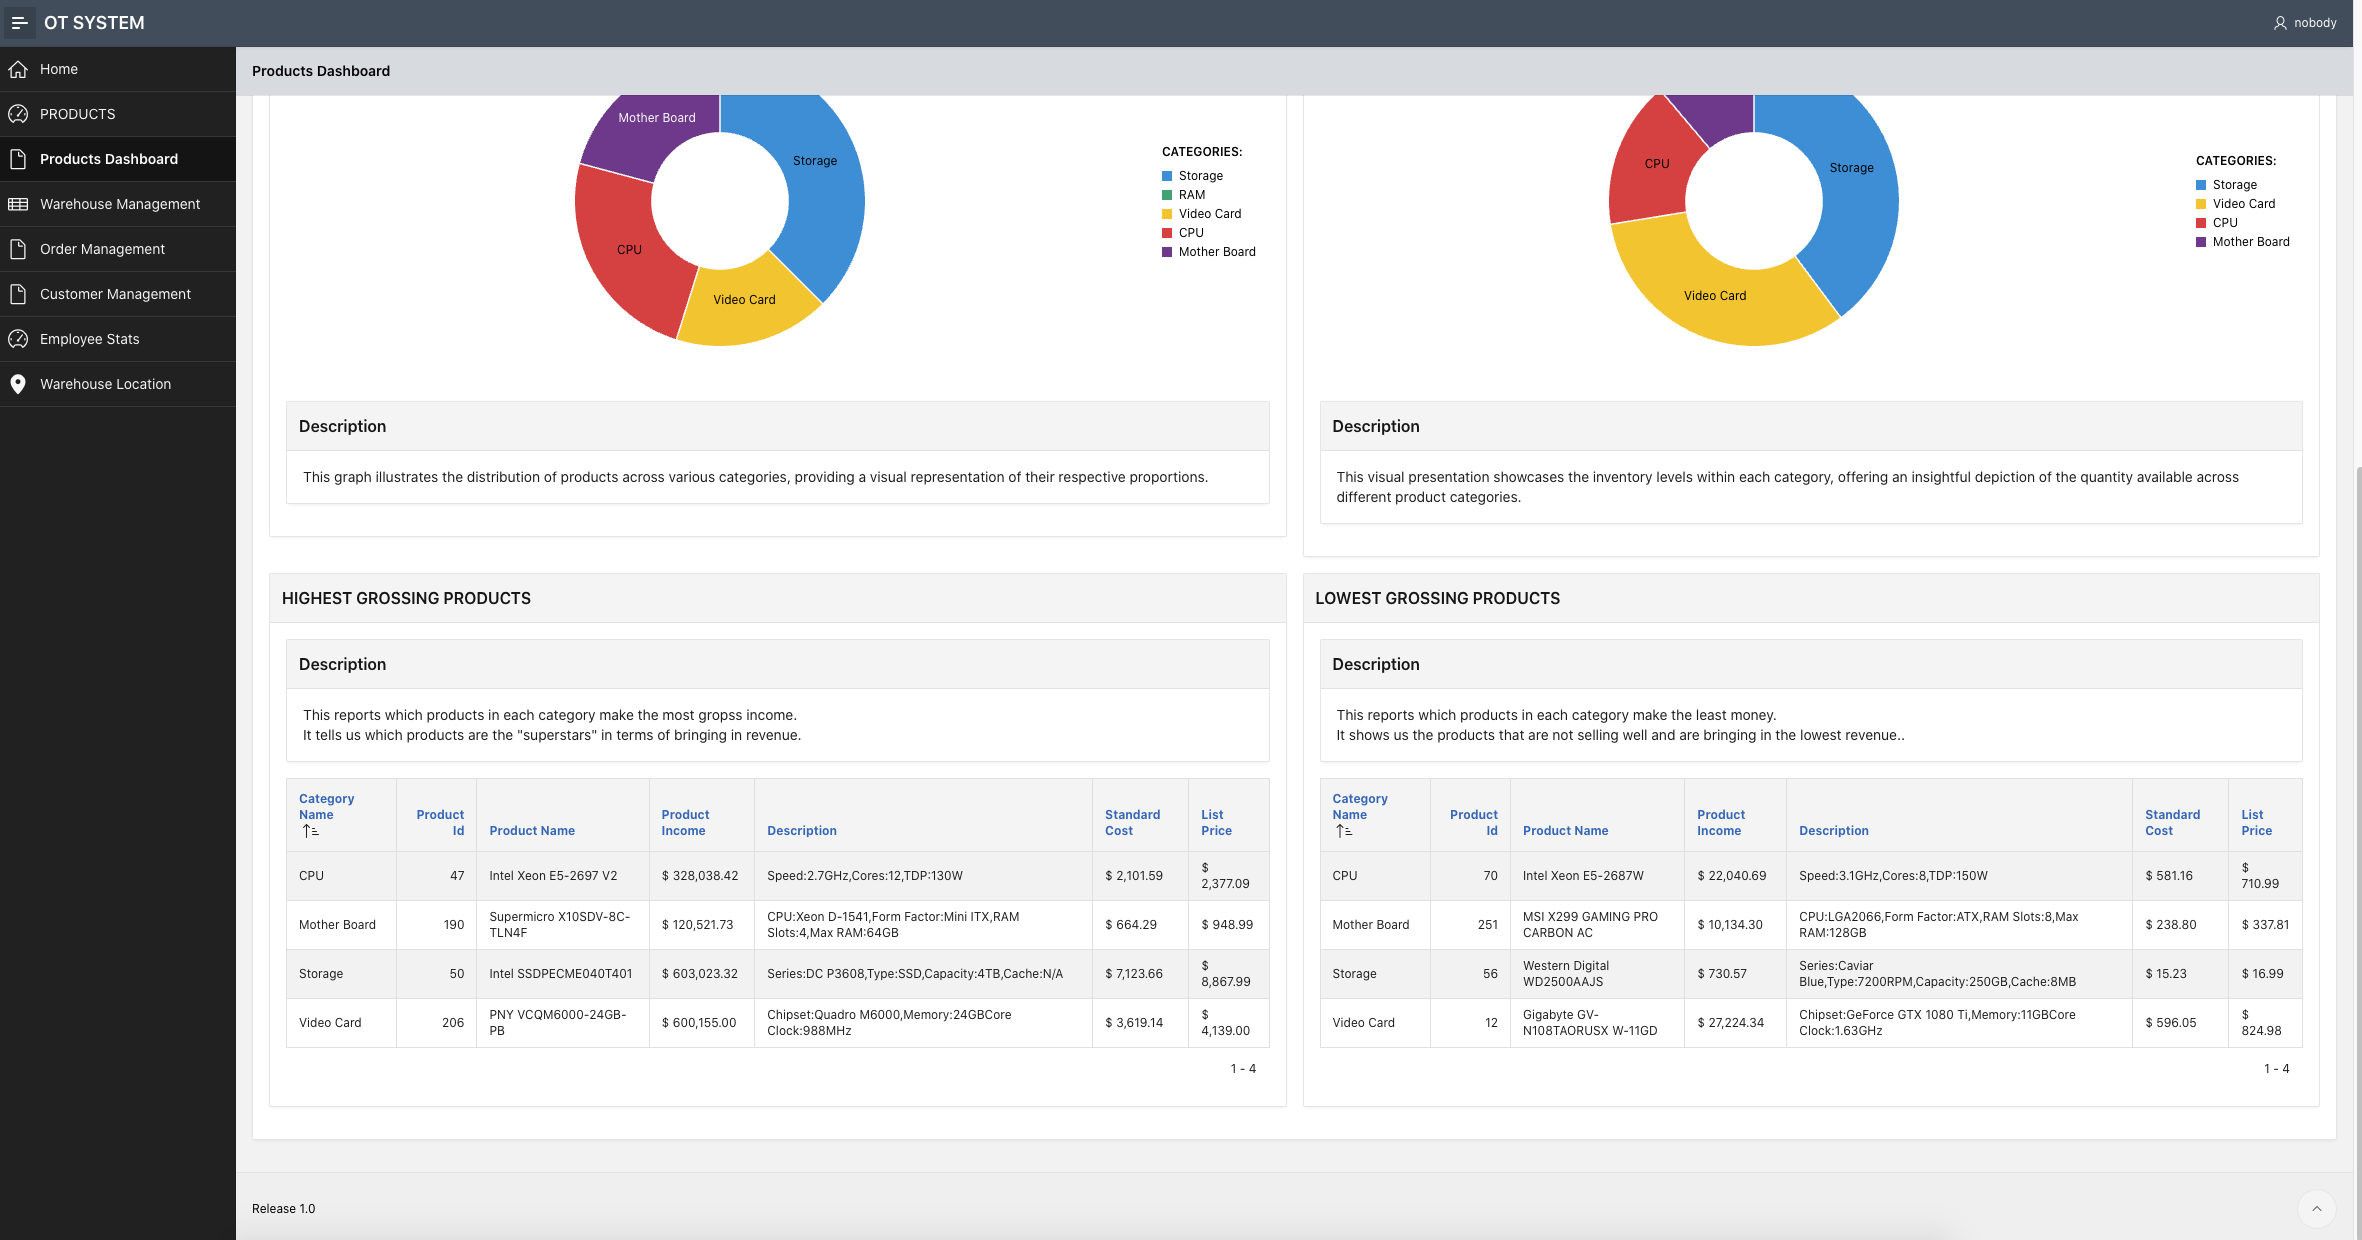 OT SYSTEM
nobody
Home
PRODUCTS
Products Dashboard
Warehouse Management
Order Management
Customer Management
Employee Stats
Warehouse Location
Products Dashboard
Mother Board
Storage
CPU
Video Card
CATEGORIES:
Storage
RAM
Video Card
CPU
Mother Board
CPU
Storage
Video Card
CATEGORIES:
Storage
Video Card
CPU
Mother Board
Description
This graph illustrates the distribution of products across various categories, providing a visual representation of their respective proportions.
Description
This visual presentation showcases the inventory levels within each category, offering an insightful depiction of the quantity available across
different product categories.
HIGHEST GROSSING PRODUCTS
Description
This reports which products in each category make the most gropss income.
It tells us which products are the "superstars" in terms of bringing in revenue.
Category Name Product Id Product Name Product Income Description Standard Cost List Price
CPU 47 Intel Xeon E5-2697 V2 $ 328,038.42 Speed:2.7GHz,Cores:12,TDP:130W $ 2,101.59 $ 2,377.09
Mother Board 190 Supermicro X10SDV-8C-TLN4F $ 120,521.73 CPU:Xeon D-1541,Form Factor:Mini ITX,RAM Slots:4,Max RAM:64GB $ 664.29 $ 948.99
Storage 50 Intel SSDPECME040T401 $ 603,023.32 Series:DC P3608,Type:SSD,Capacity:4TB,Cache:N/A $ 7,123.66 $ 8,867.99
Video Card 206 PNY VCQM6000-24GB-PB $ 600,155.00 Chipset:Quadro M6000,Memory:24GBCore Clock:988MHz $ 3,619.14 $ 4,139.00
1 - 4
LOWEST GROSSING PRODUCTS
Description
This reports which products in each category make the least money.
It shows us the products that are not selling well and are bringing in the lowest revenue..
Category Name Product Id Product Name Product Income Description Standard Cost List Price
CPU 70 Intel Xeon E5-2687W $ 22,040.69 Speed:3.1GHz,Cores:8,TDP:150W $ 581.16 $ 710.99
Mother Board 251 MSI X299 GAMING PRO CARBON AC $ 10,134.30 CPU:LGA2066,Form Factor:ATX,RAM Slots:8,Max RAM:128GB $ 238.80 $ 337.81
Storage 56 Western Digital WD2500AAJS $ 730.57 Series:Caviar Blue,Type:7200RPM,Capacity:250GB,Cache:8MB $ 15.23 $ 16.99
Video Card 12 Gigabyte GV-N108TAORUSX W-11GD $ 27,224.34 Chipset:GeForce GTX 1080 Ti,Memory:11GBCore Clock:1.63GHz $ 596.05 $ 824.98
1 - 4
Release 1.0